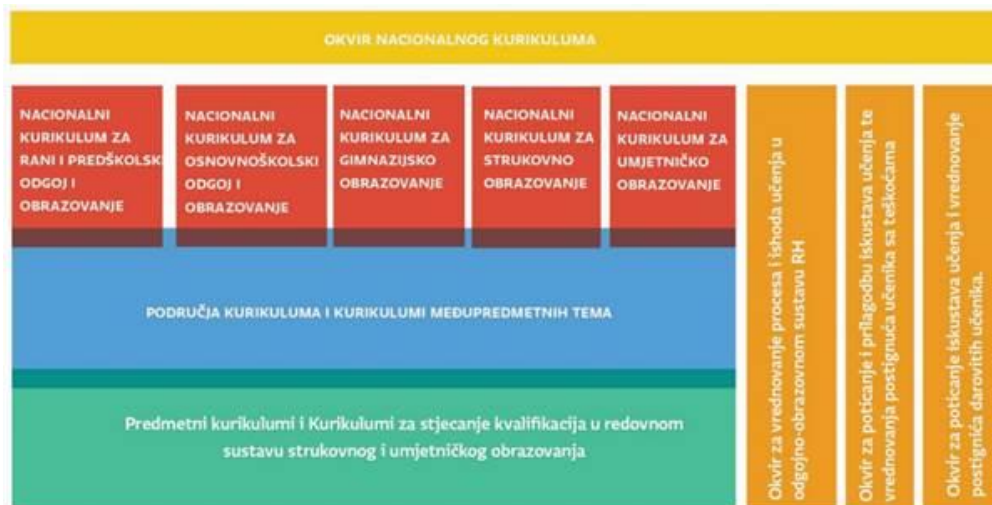 OKVIR NACIONALNOG KURIKULUMA
NACIONALNI
KURIKULUM ZA
RANI I PREDŠKOLSKI
ODGOJ I
OBRAZOVANJE
NACIONALNI
KURIKULUM ZA
OSNOVNOŠKOLSKI
ODGOJ I
OBRAZOVANJE
NACIONALNI
KURIKULUM ZA
GIMNAZIJSKO
OBRAZOVANJE
NACIONALNI
KURIKULUM ZA
STRUKOVNO
OBRAZOVANJE
NACIONALNI
KURIKULUM ZA
UMJETNIČKO
OBRAZOVANJE
PODRUČJA KURIKULUMA I KURIKULUMI MEĐUPREDMETNIH TEMA
Predmetni kurikulumi i Kurikulumi za stjecanje kvalifikacija u redovnom
sustavu strukovnog i umjetničkog obrazovanja
Okvir za vrednovanje procesa i ishoda učenja u
odgojno-obrazovnom sustavu RH
Okvir za poticanje i prilagodbu iskustava učenja te
vrednovanja postignuća učenika sa teškoćama
Okvir za poticanje iskustava učenja i vrednovanje
postignića darovitih učenika.